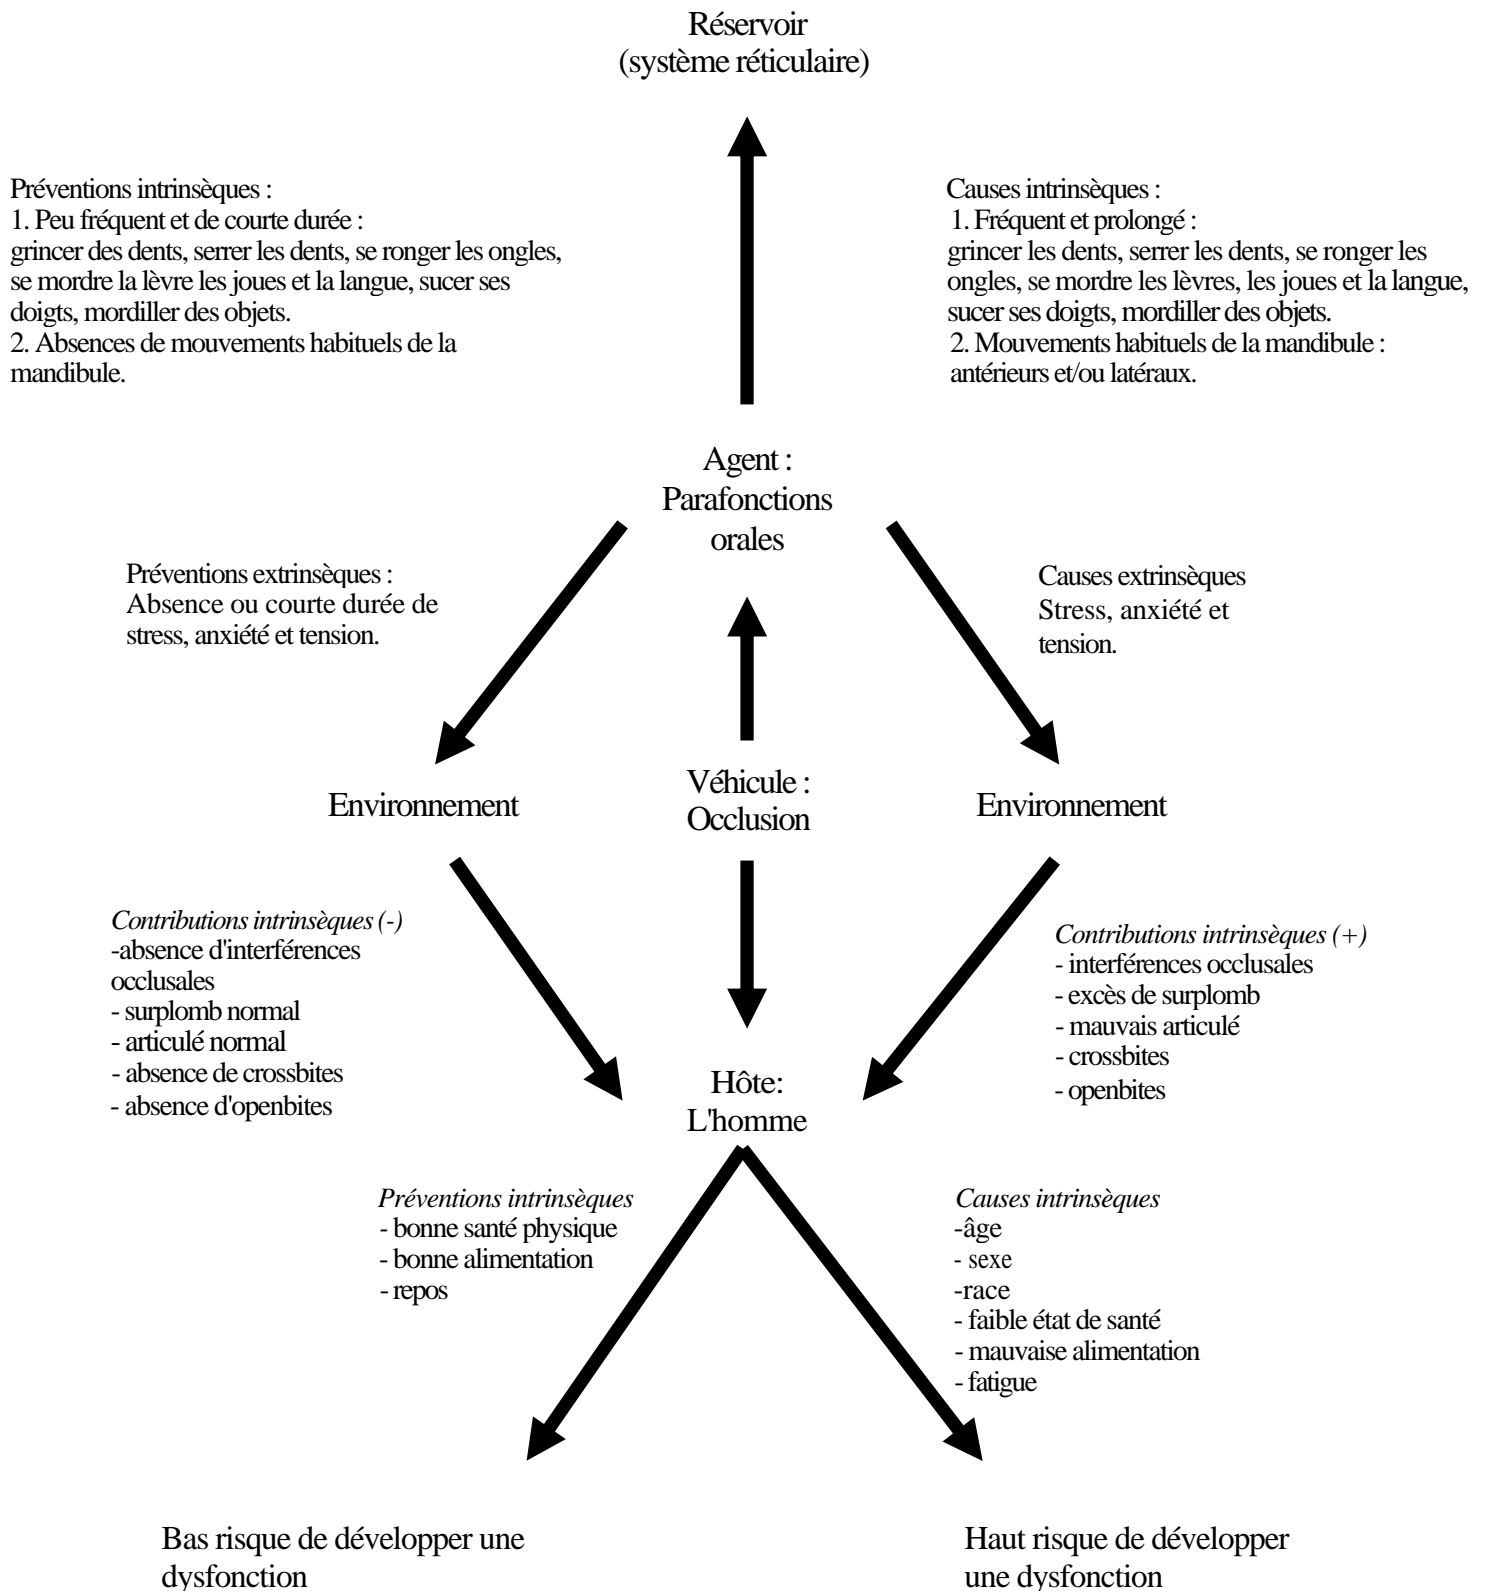 Réservoir
(système réticulaire)
Préventions intrinsèques :
1. Peu fréquent et de courte durée :
grincer des dents, serrer les dents, se ronger les ongles,
se mordre la lèvre les joues et la langue, sucer ses
doigts, mordiller des objets.
2. Absences de mouvements habituels de la
mandibule.
Causes intrinsèques :
1. Fréquent et prolongé :
grincer les dents, serrer les dents, se ronger les
ongles, se mordre les lèvres, les joues et la langue,
sucer ses doigts, mordiller des objets.
2. Mouvements habituels de la mandibule :
antérieurs et/ou latéraux.
Agent :
Parafonctions
orales
Préventions extrinsèques :
Absence ou courte durée de
stress, anxiété et tension.
Causes extrinsèques
Stress, anxiété et
tension.
Environnement
Véhicule :
Occlusion
Environnement
Contributions intrinsèques (-)
-absence d'interférences
occlusales
- surplomb normal
- articulé normal
- absence de crossbites
- absence d'openbites
Contributions intrinsèques (+)
- interférences occlusales
- excès de surplomb
- mauvais articulé
- crossbites
- openbites
Hôte:
L'homme
Préventions intrinsèques
- bonne santé physique
- bonne alimentation
- repos
Causes intrinsèques
-âge
- sexe
-race
- faible état de santé
- mauvaise alimentation
- fatigue
Bas risque de développer une
dysfonction
Haut risque de développer
une dysfonction